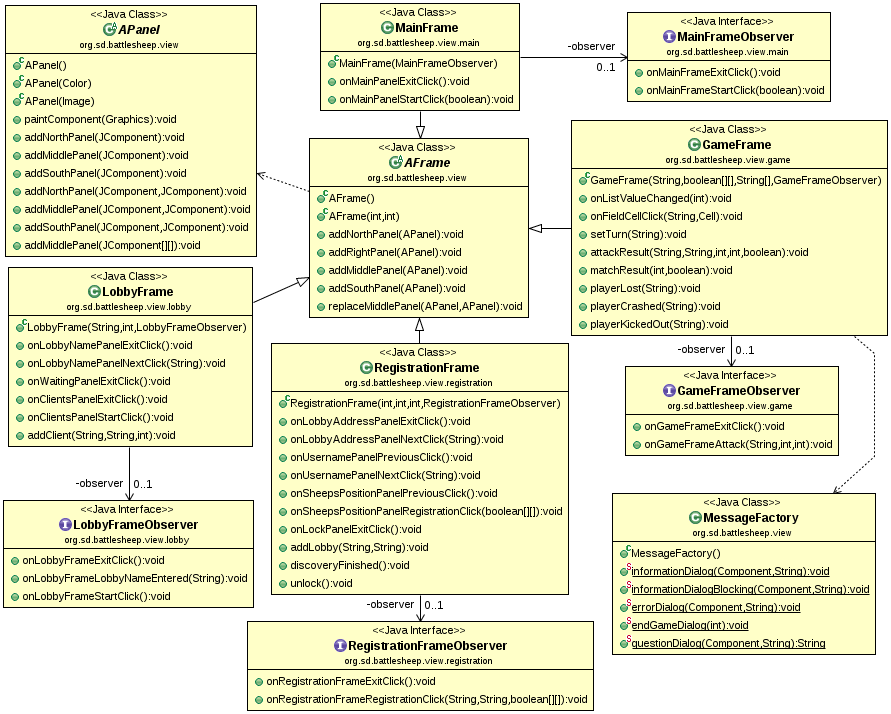 <<Java Class>>
APanel
org.sd.battlesheep.view
APanel()
APanel(Color)
APanel(Image)
paintComponent(Graphics):void
addNorthPanel(JComponent):void
addMiddlePanel(JComponent):void
addSouthPanel(JComponent):void
addNorthPanel(JComponent,JComponent):void
addMiddlePanel(JComponent,JComponent):void
addSouthPanel(JComponent,JComponent):void
addMiddlePanel(JComponent[][]):void
<<Java Class>>
MainFrame
org.sd.battlesheep.view.main
MainFrame(MainFrameObserver)
onMainPanelExitClick():void
onMainPanelStartClick(boolean):void
-observer
0..1
<<Java Interface>>
MainFrameObserver
org.sd.battlesheep.view.main
onMainFrameExitClick():void
onMainFrameStartClick(boolean):void
<<Java Class>>
AFrame
org.sd.battlesheep.view
AFrame()
AFrame(int,int)
addNorthPanel(APanel):void
addRightPanel(APanel):void
addMiddlePanel(APanel):void
addSouthPanel(APanel):void
replaceMiddlePanel(APanel,APanel):void
<<Java Class>>
GameFrame
org.sd.battlesheep.view.game
GameFrame(String,boolean[][],String[],GameFrameObserver)
onListValueChanged(int):void
onFieldCellClick(String,Cell):void
setTurn(String):void
attackResult(String,String,int,int,boolean):void
matchResult(int,boolean):void
playerLost(String):void
playerCrashed(String):void
playerKickedOut(String):void
-observer
0..1
<<Java Class>>
LobbyFrame
org.sd.battlesheep.view.lobby
LobbyFrame(String,int,LobbyFrameObserver)
onLobbyNamePanelExitClick():void
onLobbyNamePanelNextClick(String):void
onWaitingPanelExitClick():void
onClientsPanelExitClick():void
onClientsPanelStartClick():void
addClient(String,String,int):void
-observer
0..1
<<Java Class>>
RegistrationFrame
org.sd.battlesheep.view.registration
RegistrationFrame(int,int,int,RegistrationFrameObserver)
onLobbyAddressPanelExitClick():void
onLobbyAddressPanelNextClick(String):void
onUsernamePanelPreviousClick():void
onUsernamePanelNextClick(String):void
onSheepsPositionPanelPreviousClick():void
onSheepsPositionPanelRegistrationClick(boolean[][]):void
onLockPanelExitClick():void
addLobby(String,String):void
discoveryFinished():void
unlock():void
-observer
0..1
<<Java Interface>>
GameFrameObserver
org.sd.battlesheep.view.game
onGameFrameExitClick():void
onGameFrameAttack(String,int,int):void
<<Java Interface>>
LobbyFrameObserver
org.sd.battlesheep.view.lobby
onLobbyFrameExitClick():void
onLobbyFrameLobbyNameEntered(String):void
onLobbyFrameStartClick():void
<<Java Class>>
MessageFactory
org.sd.battlesheep.view
MessageFactory()
informationDialog(Component,String):void
informationDialogBlocking(Component,String):void
errorDialog(Component,String):void
endGameDialog(int):void
questionDialog(Component,String):String
<<Java Interface>>
RegistrationFrameObserver
org.sd.battlesheep.view.registration
onRegistrationFrameExitClick():void
onRegistrationFrameRegistrationClick(String,String,boolean[][]):void